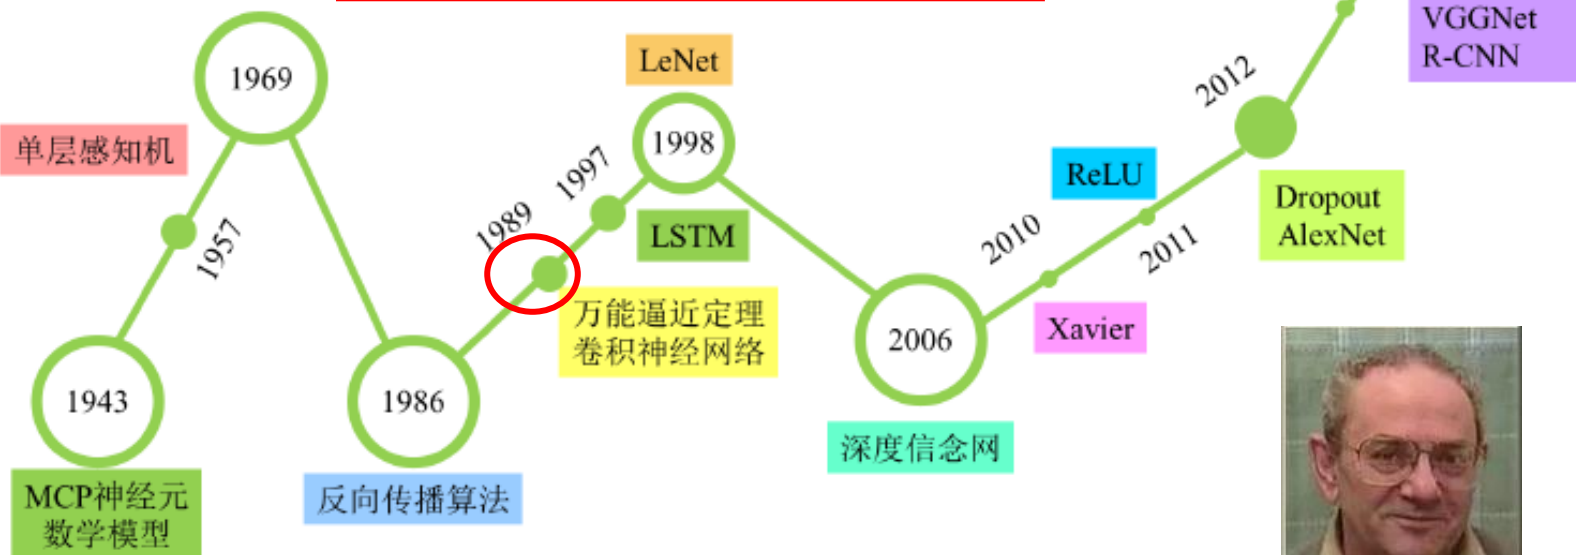 VGGNet
R-CNN
2012
LeNet
1969
单层感知机
1998
1997
ReLU
Dropout
AlexNet
1989
LSTM
1957
2010
2011
万能逼近定理
卷积神经网络
Xavier
2006
1943
1986
深度信念网
MCP神经元
数学模型
反向传播算法